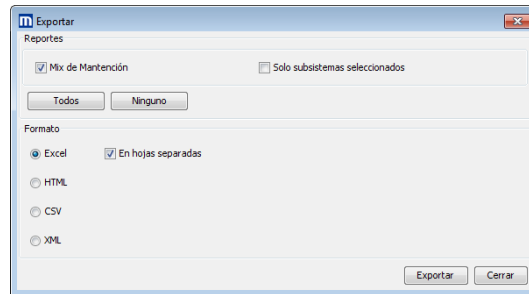 Exportar
Reportes
Mix de Mantención
Solo subsistemas seleccionados
Todos
Ninguno
Formato
Excel
En hojas separadas
HTML
CSV
XML
Exportar
Cerrar